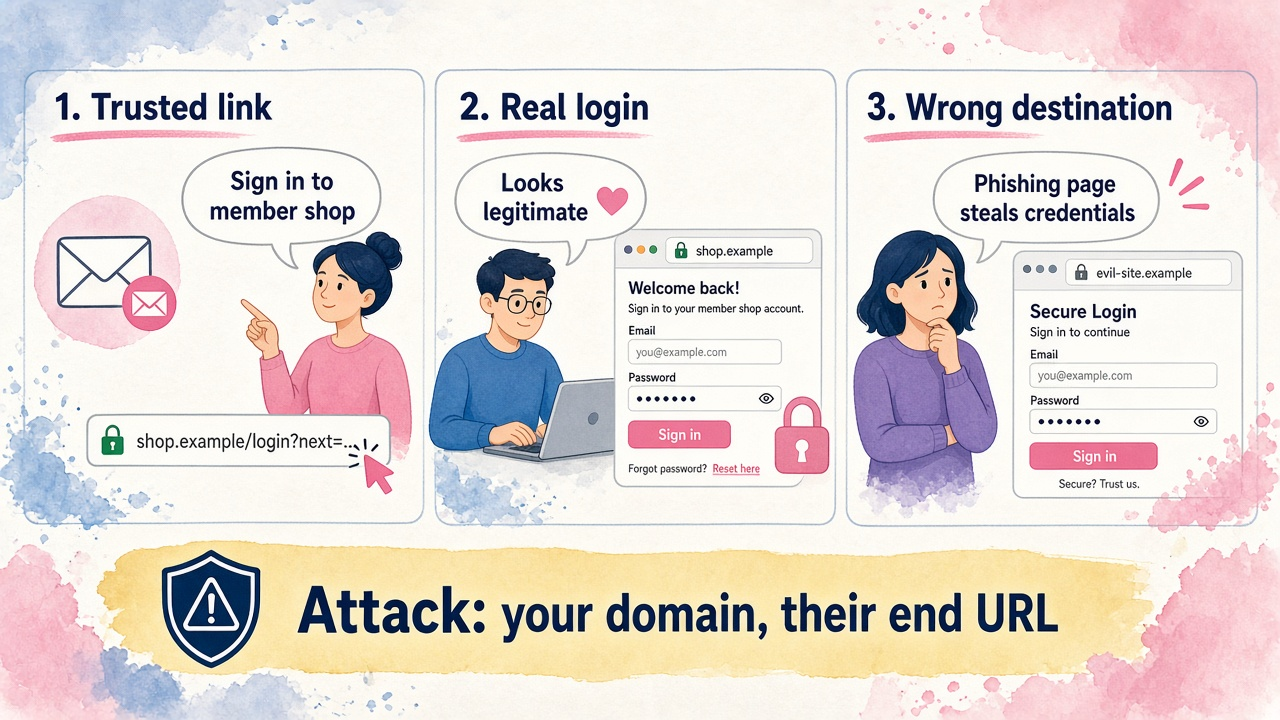 1. Trusted link
Sign in to
member shop
shop.example/login?next=...
2. Real login
Looks
legitimate
shop.example
Welcome back!
Sign in to your member shop account.
Email
you@example.com
Password
•••••••
Sign in
Forgot password? Reset here
3. Wrong destination
Phishing page
steals credentials
evil-site.example
Secure Login
Sign in to continue
Email
you@example.com
Password
•••••••
Sign in
Secure? Trust us.
Attack: your domain, their end URL